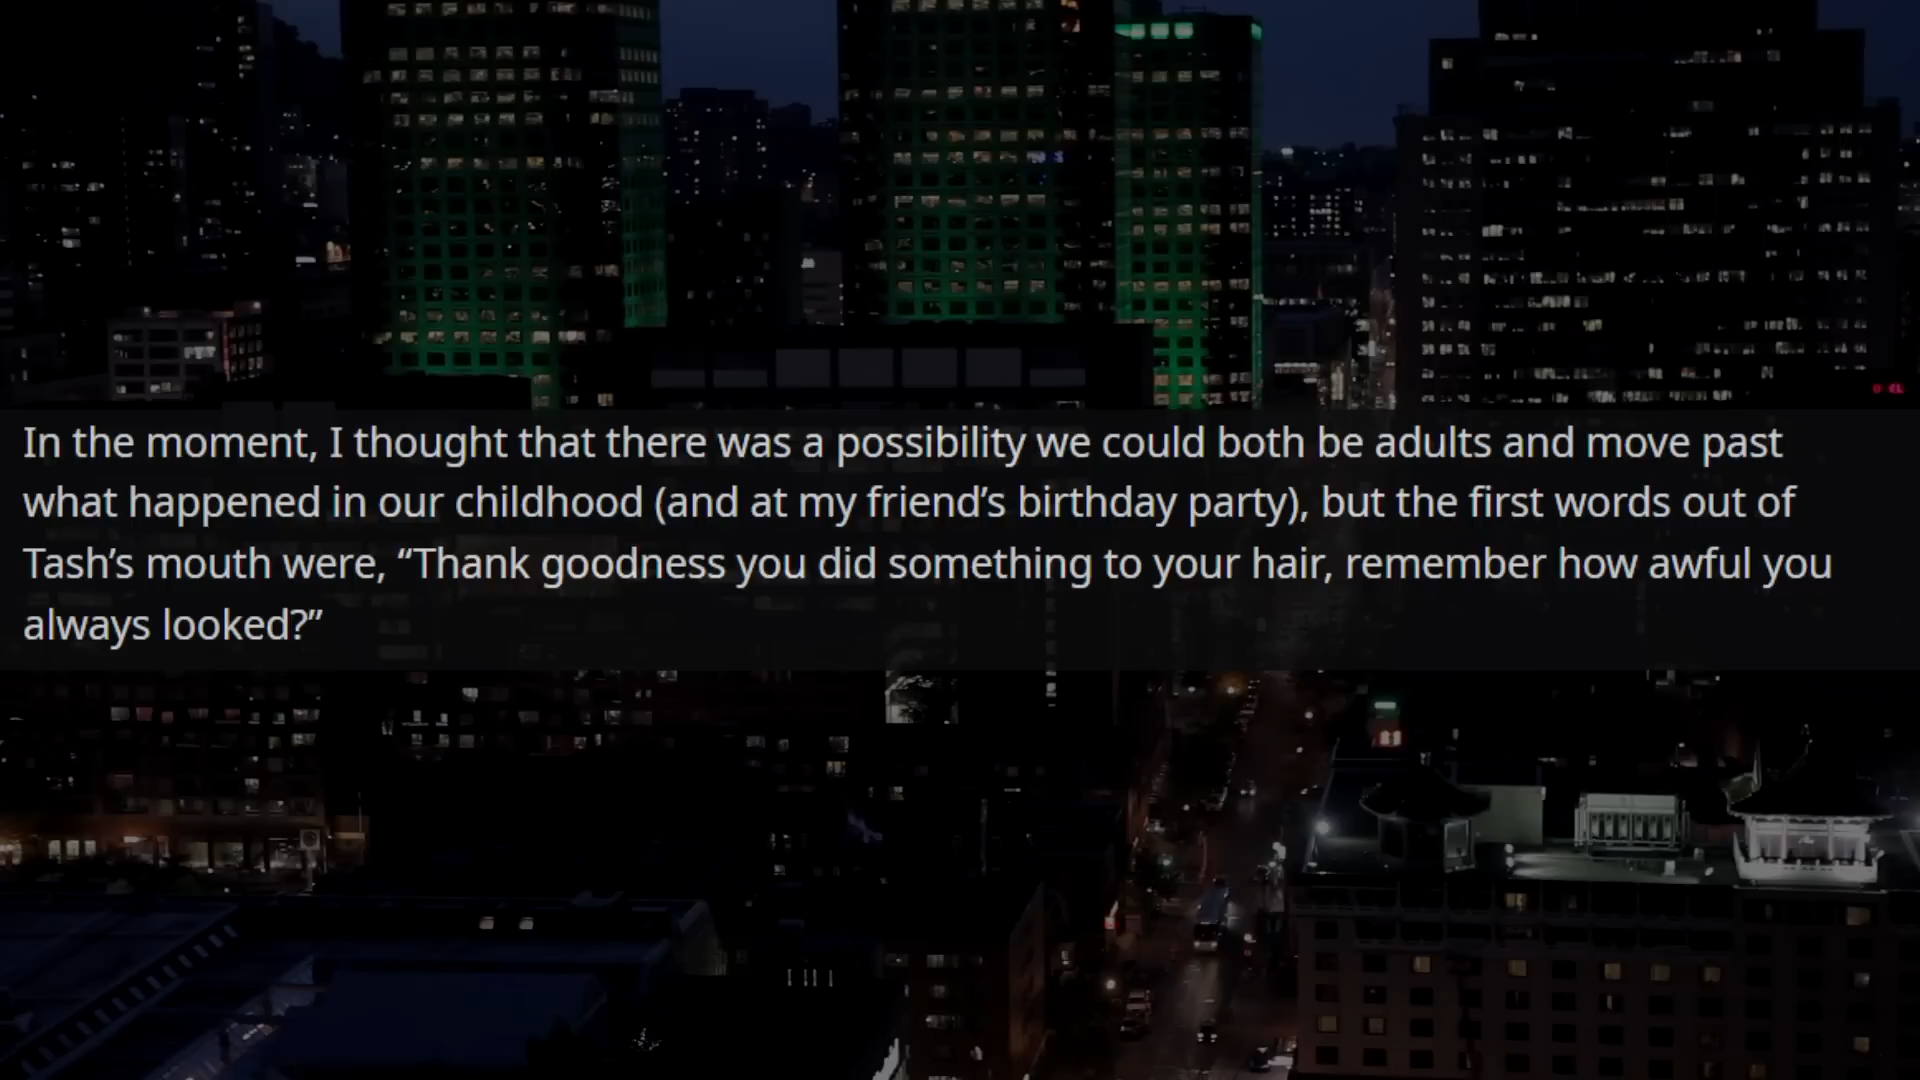 In the moment, I thought that there was a possibility we could both be adults and move past
what happened in our childhood (and at my friend’s birthday party), but the first words out of
Tash’s mouth were, “Thank goodness you did something to your hair, remember how awful you
always looked?”